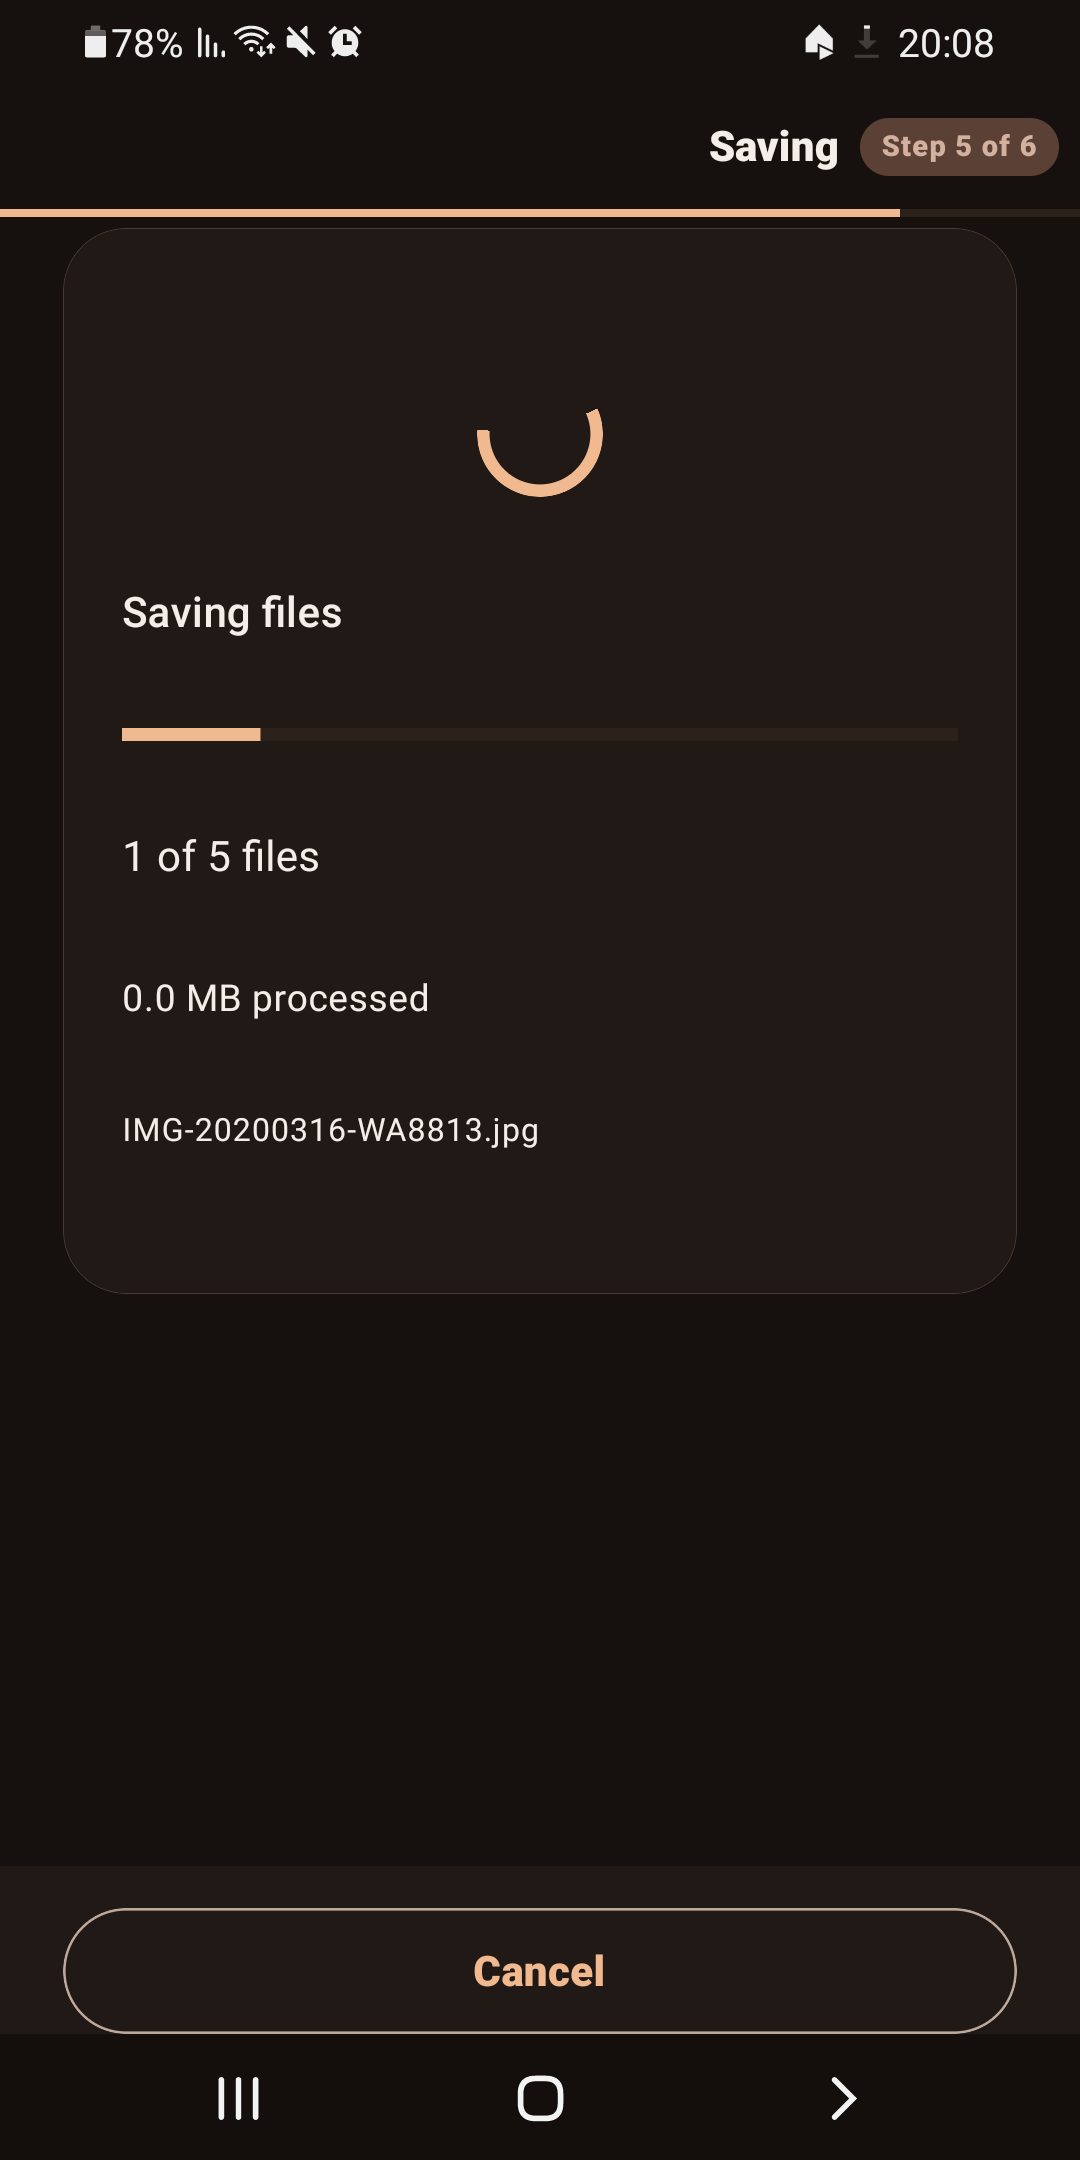 78%
20:08
Saving
Step 5 of 6
Saving files
1 of 5 files
0.0 MB processed
IMG-20200316-WA8813.jpg
Cancel